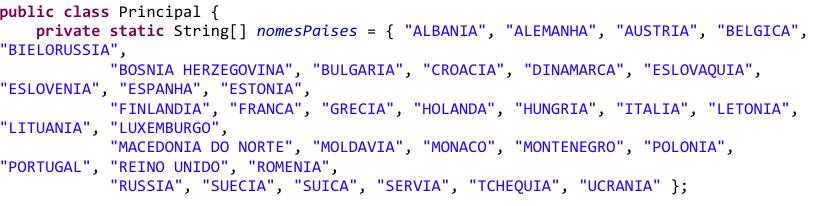 public class Principal {
private static String[] nomesPaises = { "ALBANIA", "ALEMANHA", "AUSTRIA", "BELGICA",
"BIELORUSSIA",
"BOSNIA HERZEGOVINA", "BULGARIA", "CROACIA", "DINAMARCA", "ESLOVAQUIA",
"ESLOVENIA", "ESPANHA", "ESTONIA",
"FINLANDIA", "FRANCA", "GRECIA", "HOLANDA", "HUNGRIA", "ITALIA", "LETONIA",
"LITUANIA", "LUXEMBURGO",
"MACEDONIA DO NORTE", "MOLDAVIA", "MONACO", "MONTENEGRO", "POLONIA",
"PORTUGAL", "REINO UNIDO", "ROMENIA",
"RUSSIA", "SUECIA", "SUICA", "SERVIA", "TCHEQUIA", "UCRANIA" };